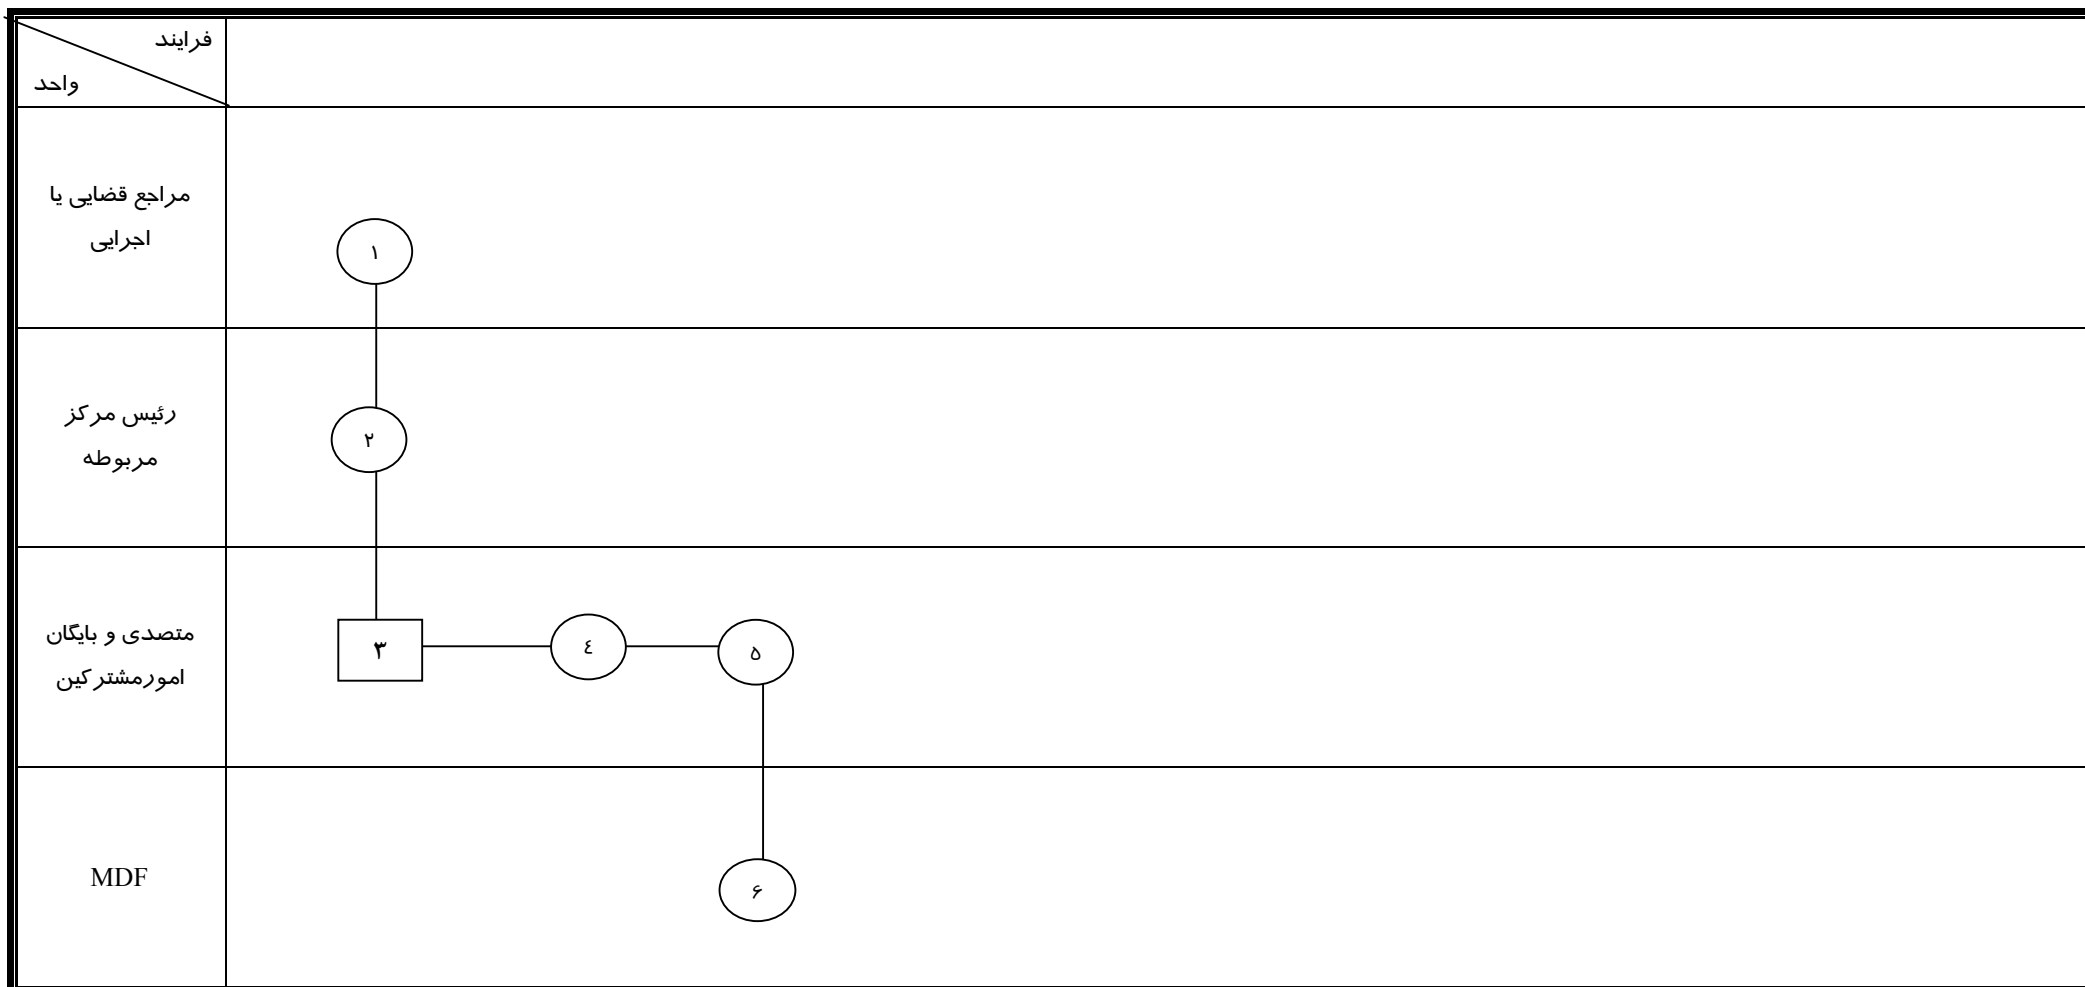 فرایند
واحد
مراجع قضایی یا
اجرایی
۱
رئیس مرکز
مربوطه
۲
متصدی و بایگان
امورمشترکین
۳
٤
۵
MDF
۶